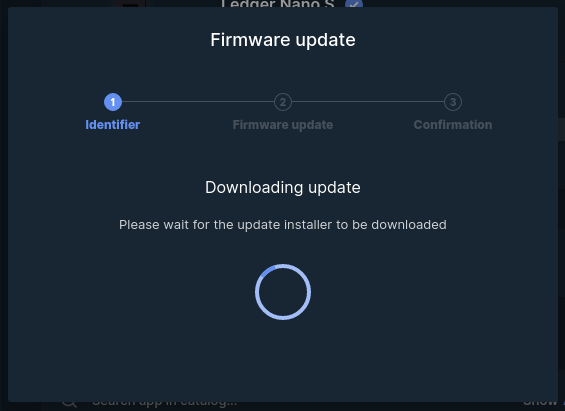 Ledger Nano S
Firmware update
1
2
3
Identifier
Firmware update
Confirmation
Downloading update
Please wait for the update installer to be downloaded
Search app in catalog...
Show